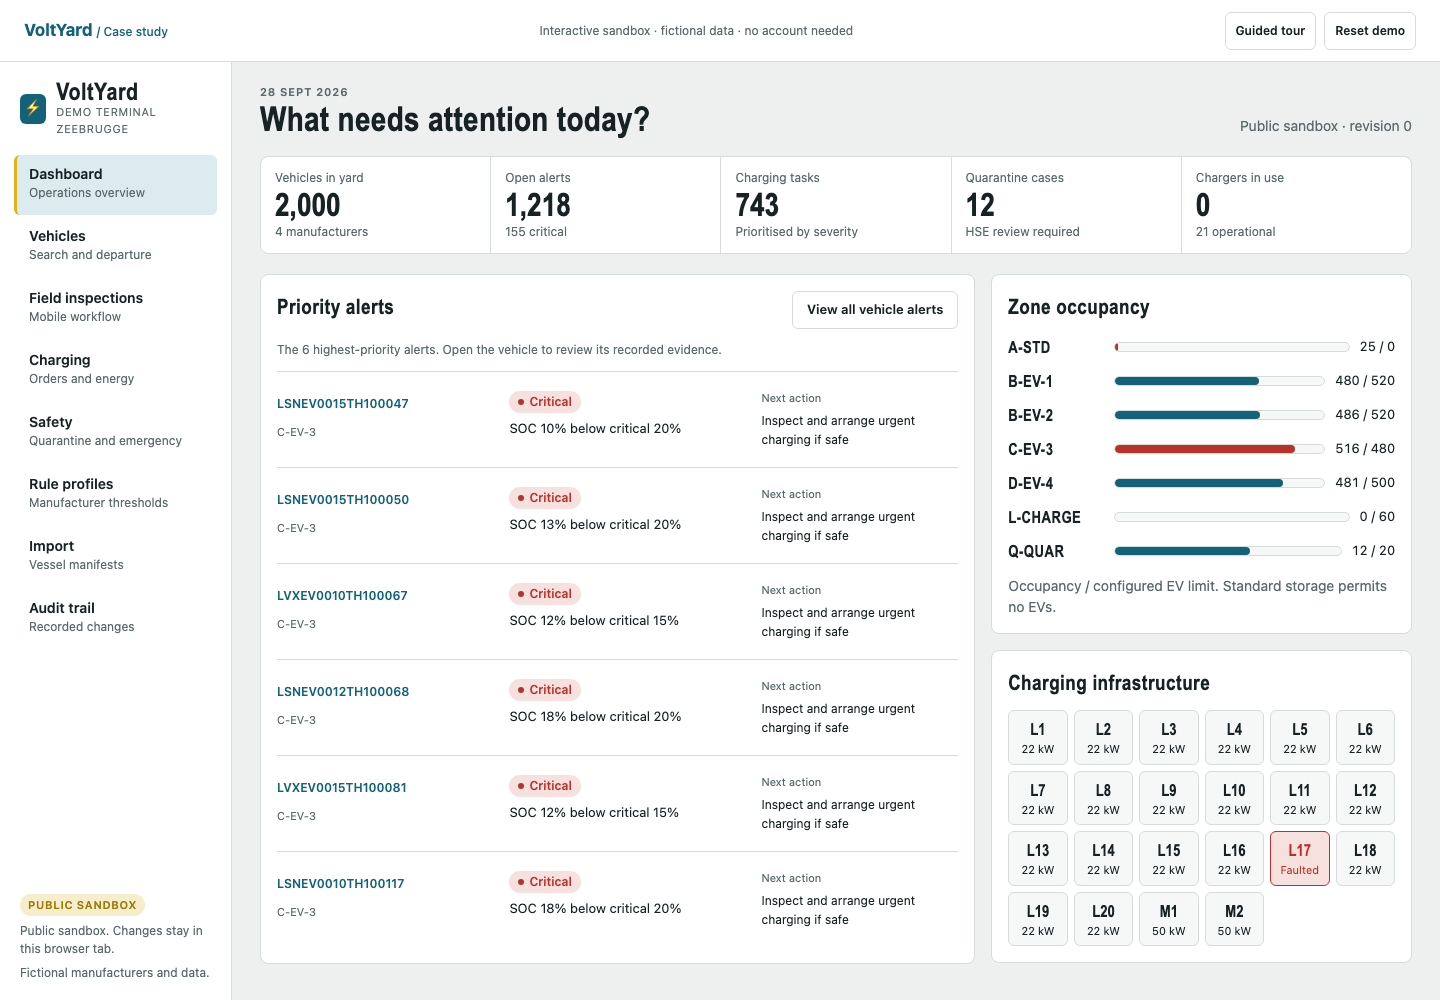 VoltYard / Case study
Interactive sandbox · fictional data · no account needed
Guided tour
Reset demo
⚡ VoltYard
DEMO TERMINAL
ZEEBRUGGE
Dashboard
Operations overview
Vehicles
Search and departure
Field inspections
Mobile workflow
Charging
Orders and energy
Safety
Quarantine and emergency
Rule profiles
Manufacturer thresholds
Import
Vessel manifests
Audit trail
Recorded changes
PUBLIC SANDBOX
Public sandbox. Changes stay in
this browser tab.
Fictional manufacturers and data.
28 SEPT 2026
What needs attention today?
Public sandbox · revision 0
Vehicles in yard
2,000
4 manufacturers
Open alerts
1,218
155 critical
Charging tasks
743
Prioritised by severity
Quarantine cases
12
HSE review required
Chargers in use
0
21 operational
Priority alerts
View all vehicle alerts
The 6 highest-priority alerts. Open the vehicle to review its recorded evidence.
LSNEV0015TH100047
C-EV-3
Critical
SOC 10% below critical 20%
Next action
Inspect and arrange urgent
charging if safe
LSNEV0015TH100050
C-EV-3
Critical
SOC 13% below critical 20%
Next action
Inspect and arrange urgent
charging if safe
LVXEV0010TH100067
C-EV-3
Critical
SOC 12% below critical 15%
Next action
Inspect and arrange urgent
charging if safe
LSNEV0012TH100068
C-EV-3
Critical
SOC 18% below critical 20%
Next action
Inspect and arrange urgent
charging if safe
LVXEV0015TH100081
C-EV-3
Critical
SOC 12% below critical 15%
Next action
Inspect and arrange urgent
charging if safe
LSNEV0010TH100117
C-EV-3
Critical
SOC 18% below critical 20%
Next action
Inspect and arrange urgent
charging if safe
Zone occupancy
A-STD 25 / 0
B-EV-1 480 / 520
B-EV-2 486 / 520
C-EV-3 516 / 480
D-EV-4 481 / 500
L-CHARGE 0 / 60
Q-QUAR 12 / 20
Occupancy / configured EV limit. Standard storage permits
no EVs.
Charging infrastructure
L1 L2 L3 L4 L5 L6
22 kW 22 kW 22 kW 22 kW 22 kW 22 kW
L7 L8 L9 L10 L11 L12
22 kW 22 kW 22 kW 22 kW 22 kW 22 kW
L13 L14 L15 L16 L17 L18
22 kW 22 kW 22 kW 22 kW Faulted 22 kW
L19 L20 M1 M2
22 kW 22 kW 50 kW 50 kW